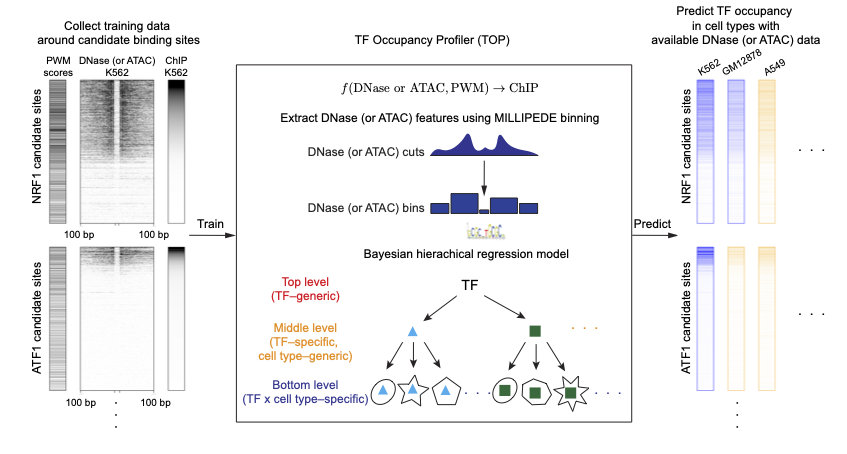 Collect training data
around candidate binding sites
PWM
scores
DNase (or ATAC)
K562
ChIP
K562
NRF1 candidate sites
100 bp
100 bp
ATF1 candidate sites
100 bp
100 bp
Train
TF Occupancy Profiler (TOP)
f(DNase or ATAC, PWM) → ChIP
Extract DNase (or ATAC) features using MILLIPEDE binning
DNase (or ATAC) cuts
DNase (or ATAC) bins
Bayesian hierachical regression model
Top level
(TF–generic)
TF
Middle level
(TF–specific,
cell type–generic)
Bottom level
(TF x cell type–specific)
Predict
Predict TF occupancy
in cell types with
available DNase (or ATAC) data
K562
GM12878
A549
NRF1 candidate sites
ATF1 candidate sites